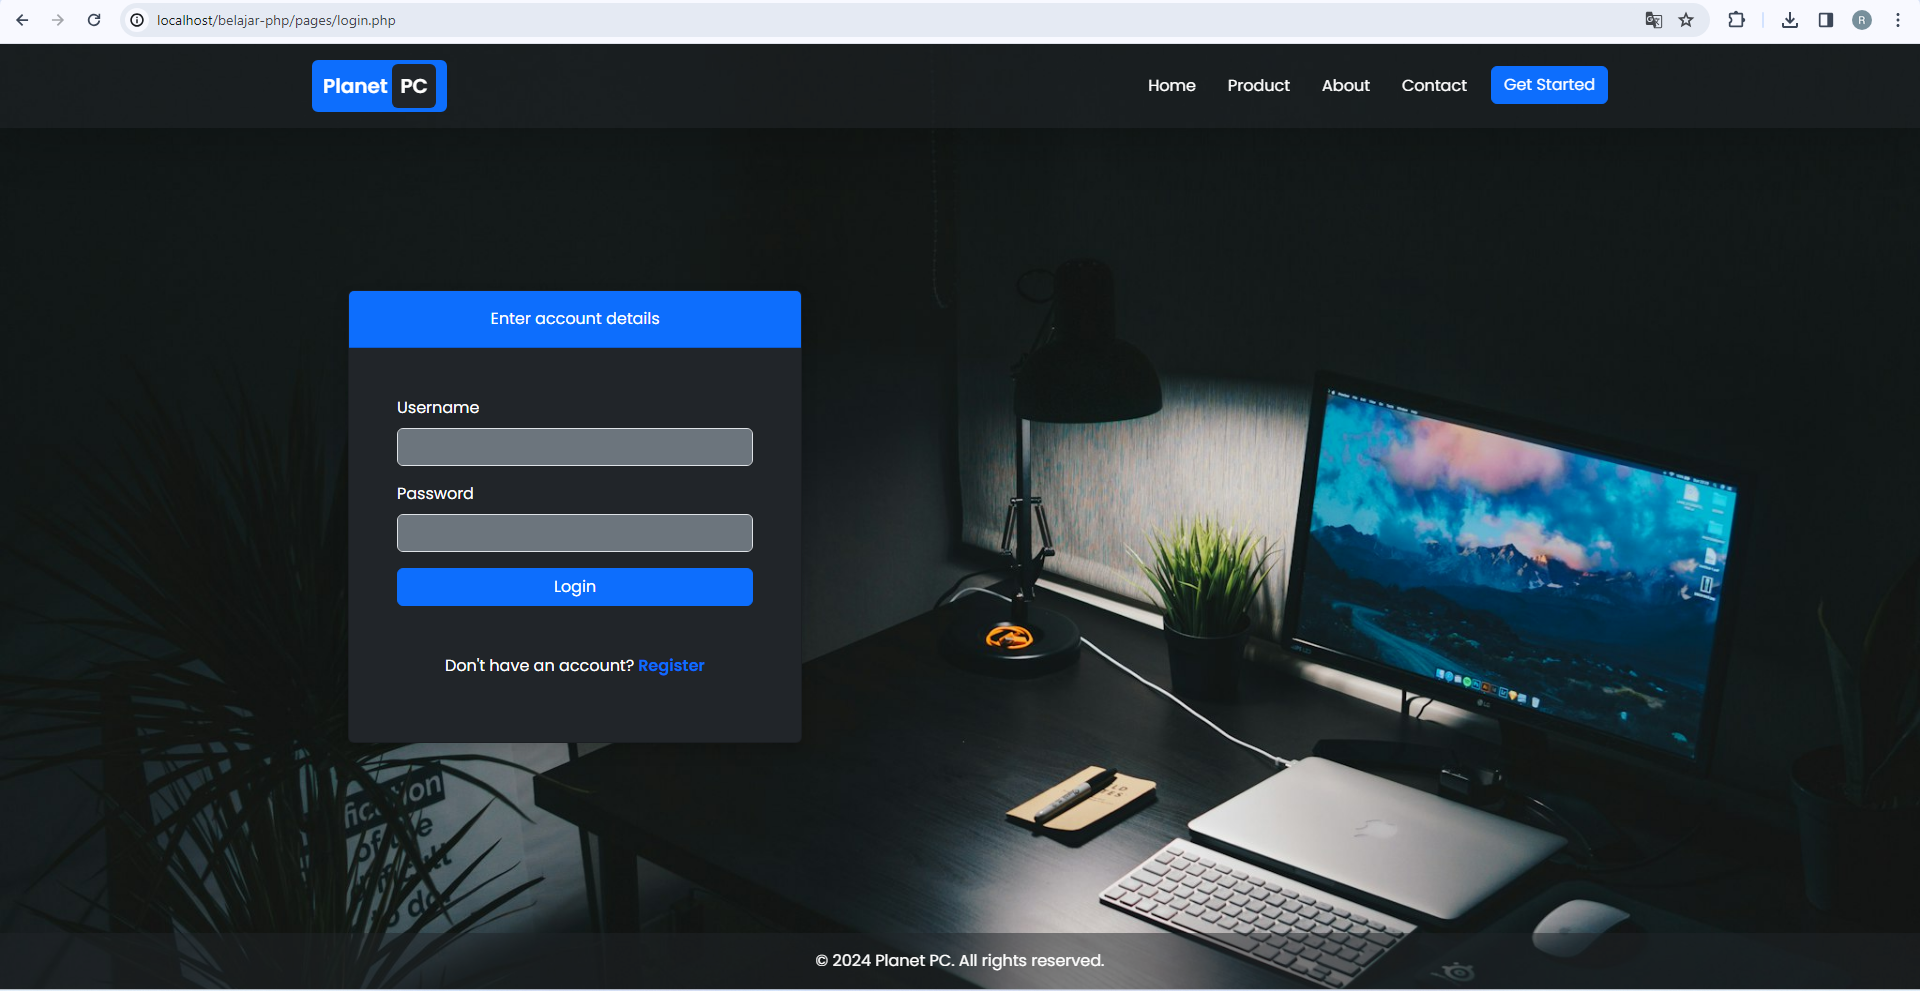 localhost/belajar-php/pages/login.php
R
Planet PC
Home
Product
About
Contact
Get Started
Enter account details
Username
Password
Login
Don't have an account? Register
© 2024 Planet PC. All rights reserved.